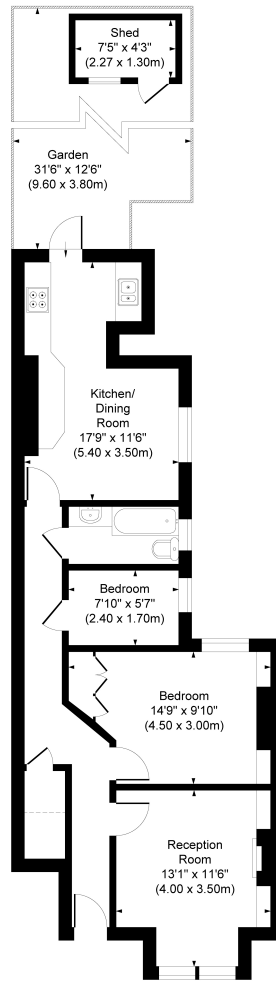 Shed
7'5" x 4'3"
(2.27 x 1.30m)
Garden
31'6" x 12'6"
(9.60 x 3.80m)
Kitchen/
Dining
Room
17'9" x 11'6"
(5.40 x 3.50m)
Bedroom
7'10" x 5'7"
(2.40 x 1.70m)
Bedroom
14'9" x 9'10"
(4.50 x 3.00m)
Reception
Room
13'1" x 11'6"
(4.00 x 3.50m)